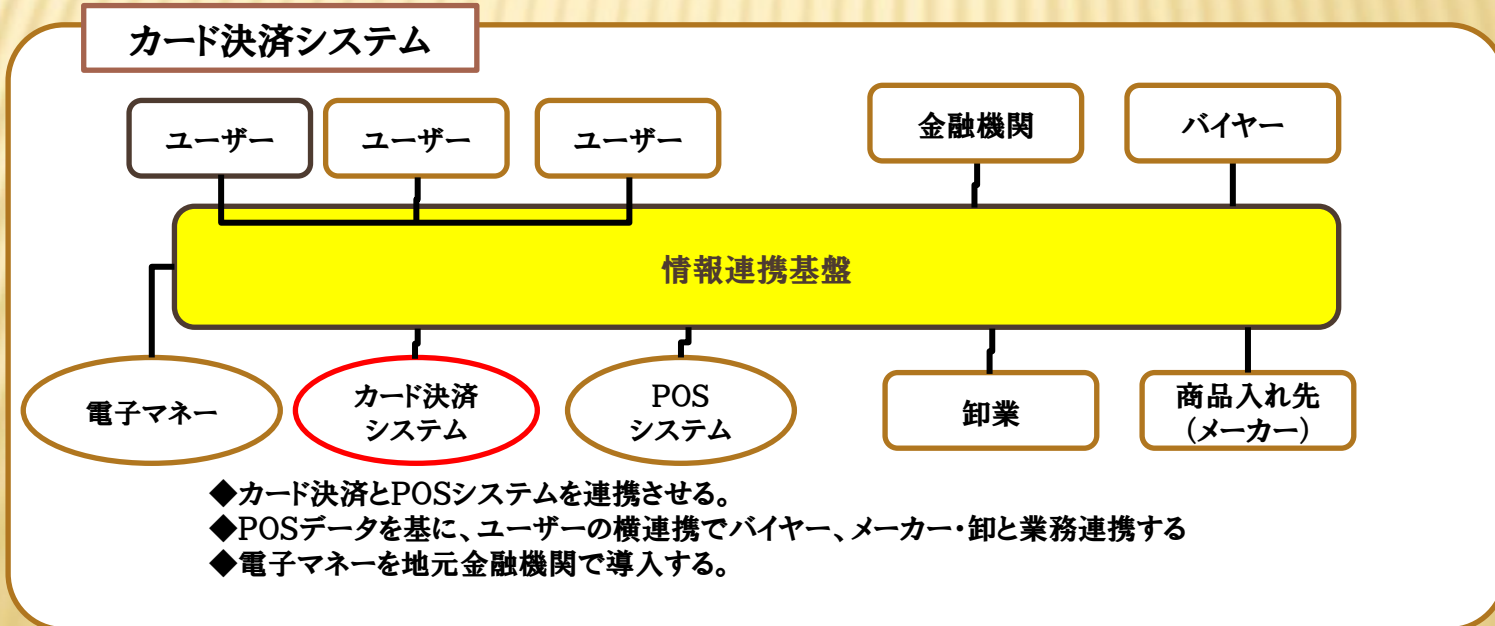 カード決済システム
ユーザー
ユーザー
ユーザー
金融機関
バイヤー
情報連携基盤
電子マネー
カード決済
システム
POS
システム
卸業
商品入れ先
(メーカー)
◆カード決済とPOSシステムを連携させる。
◆POSデータを基に、ユーザーの横連携でバイヤー、メーカー・卸と業務連携する
◆電子マネーを地元金融機関で導入する。